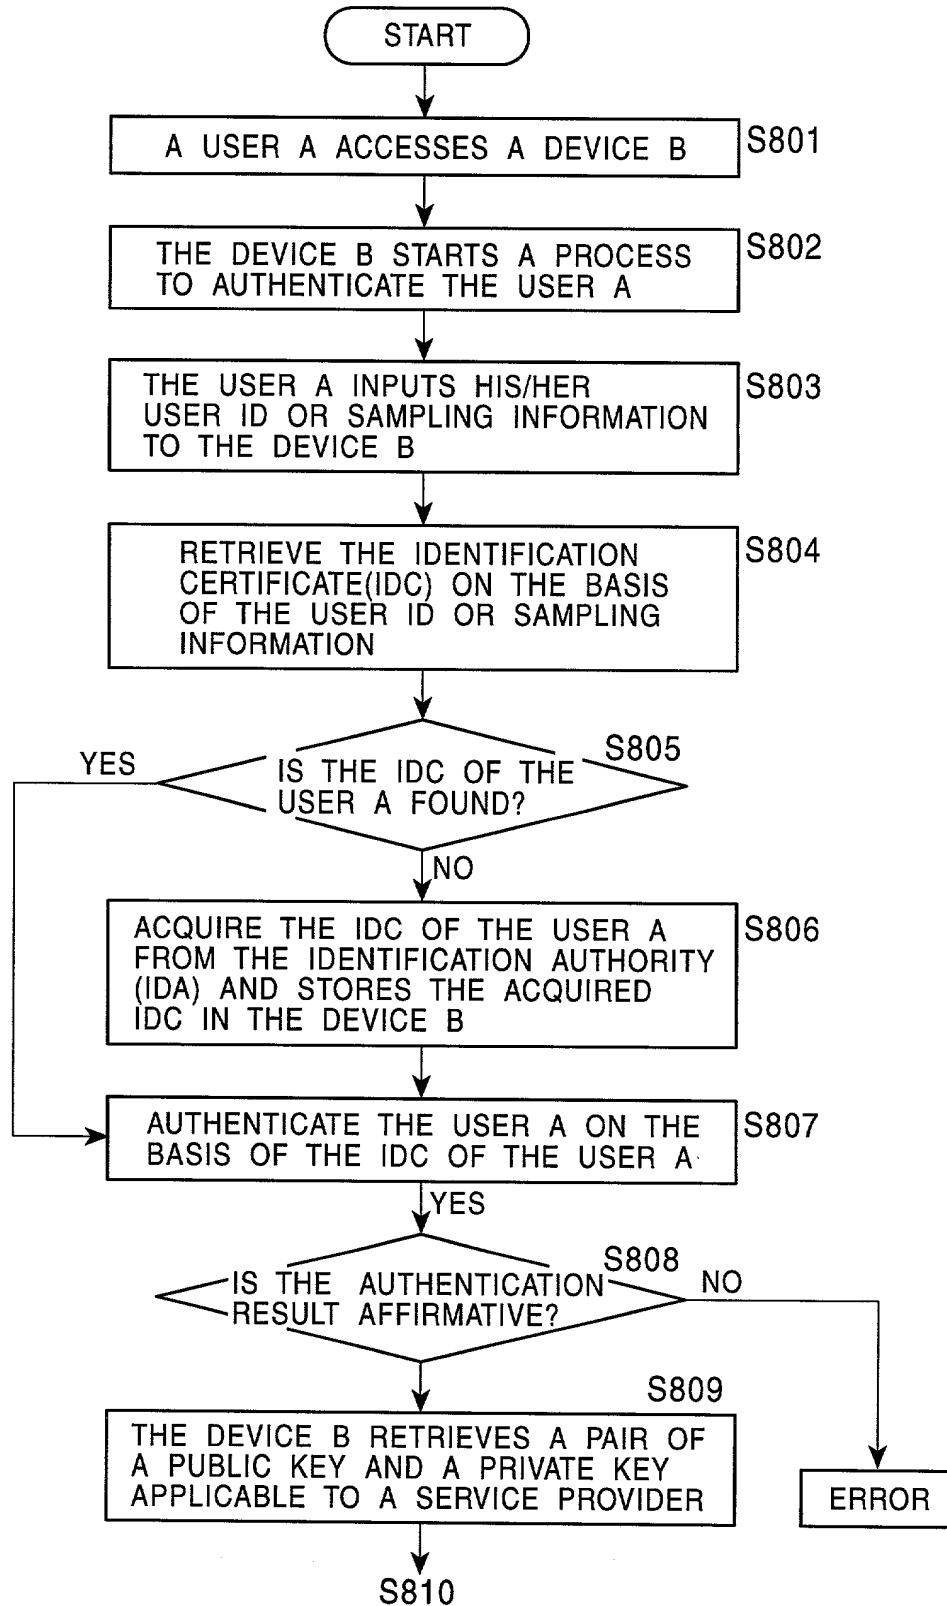 START
A USER A ACCESSES A DEVICE B
S801
THE DEVICE B STARTS A PROCESS
TO AUTHENTICATE THE USER A
S802
THE USER A INPUTS HIS/HER
USER ID OR SAMPLING INFORMATION
TO THE DEVICE B
S803
RETRIEVE THE IDENTIFICATION
CERTIFICATE(IDC) ON THE BASIS
OF THE USER ID OR SAMPLING
INFORMATION
S804
S805
YES
IS THE IDC OF THE
USER A FOUND?
NO
ACQUIRE THE IDC OF THE USER A
FROM THE IDENTIFICATION AUTHORITY
(IDA) AND STORES THE ACQUIRED
IDC IN THE DEVICE B
S806
AUTHENTICATE THE USER A ON THE
BASIS OF THE IDC OF THE USER A
S807
YES
S808
IS THE AUTHENTICATION
RESULT AFFIRMATIVE?
NO
S809
THE DEVICE B RETRIEVES A PAIR OF
A PUBLIC KEY AND A PRIVATE KEY
APPLICABLE TO A SERVICE PROVIDER
ERROR
S810